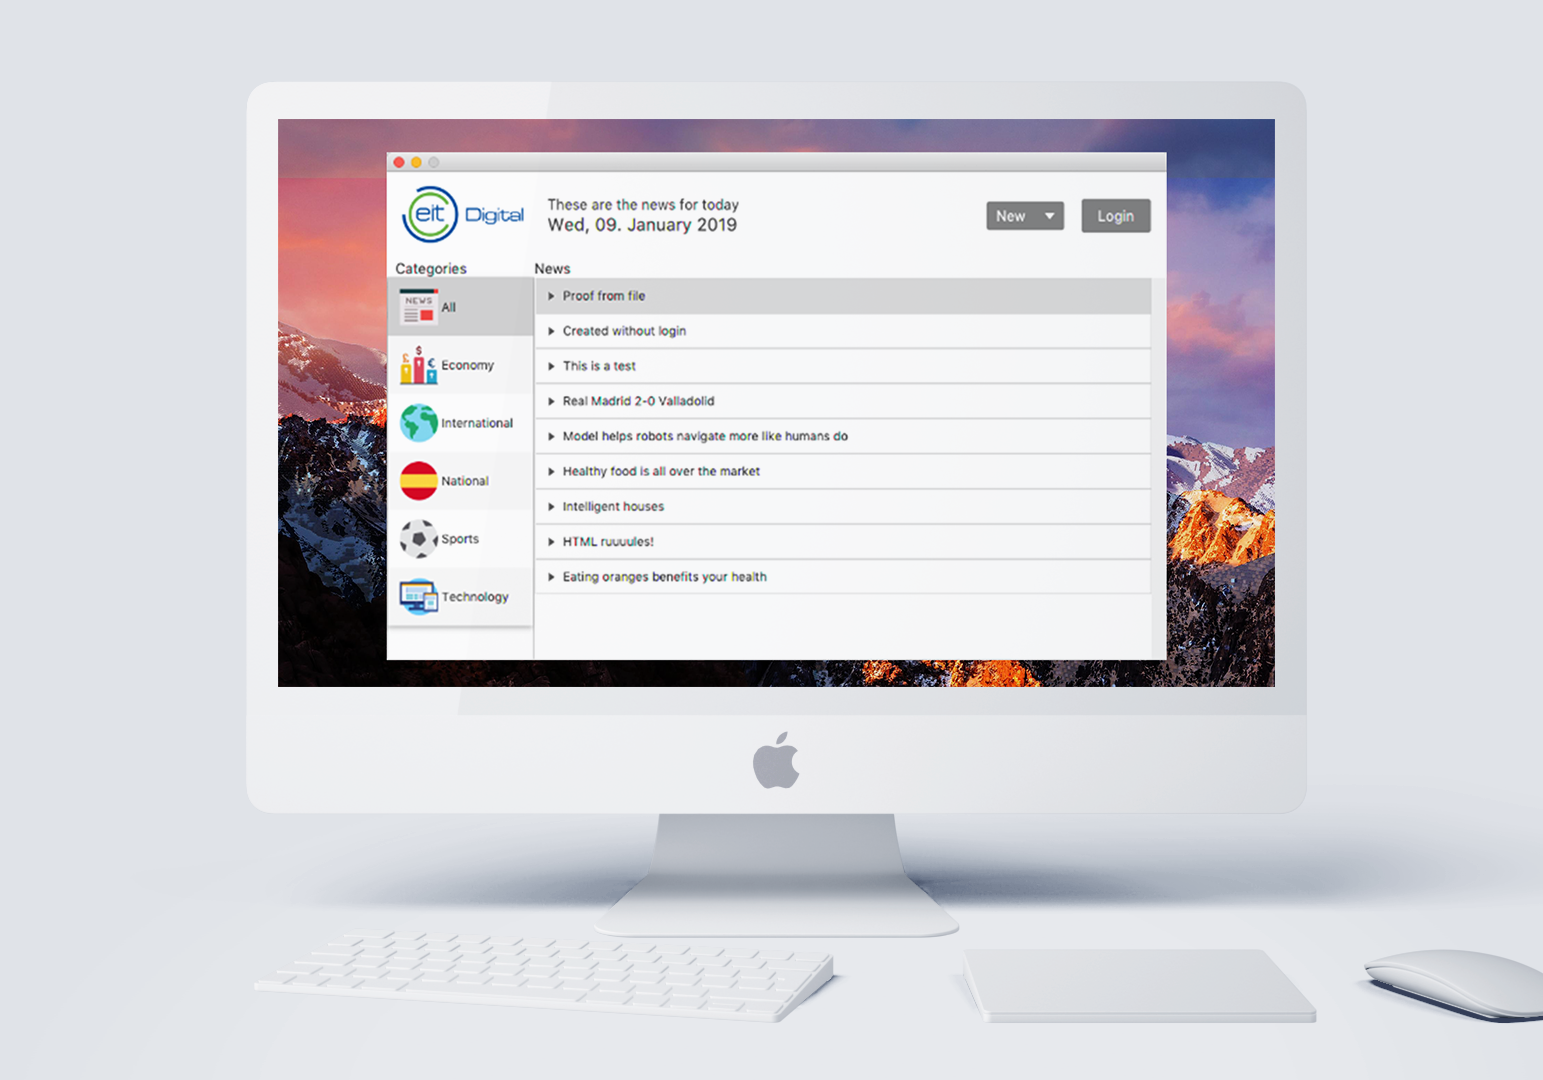 eit Digital
These are the news for today
Wed, 09. January 2019
New
Login
Categories
News
NEWS
All
Economy
International
National
Sports
Technology
Proof from file
Created without login
This is a test
Real Madrid 2-0 Valladolid
Model helps robots navigate more like humans do
Healthy food is all over the market
Intelligent houses
HTML ruuuules!
Eating oranges benefits your health